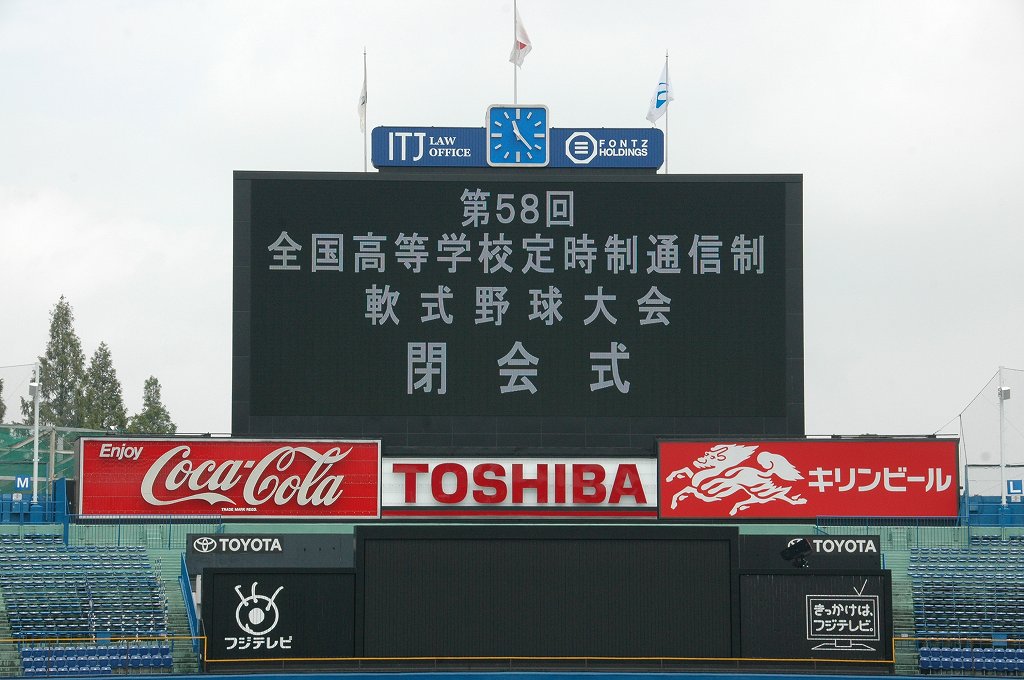 ITJ LAW OFFICE
FONTZ HOLDINGS
第58回
全国高等学校定時制通信制
軟式野球大会
閉会式
Enjoy
Coca-Cola
TRADE MARK REGD.
TOSHIBA
キリンビール
M
L
TOYOTA
TOYOTA
フジテレビ
きっかけは、
フジテレビ。